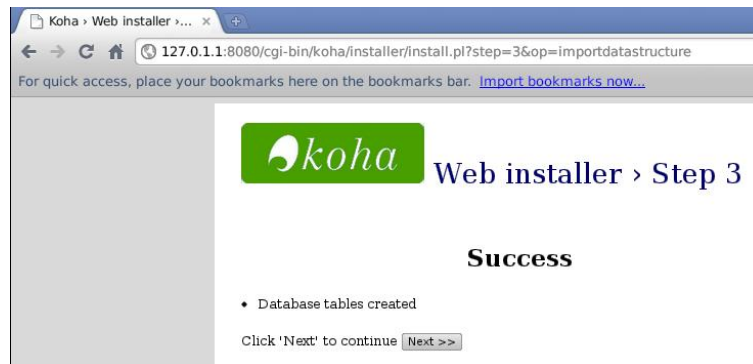 Koha › Web installer ›...
127.0.1.1:8080/cgi-bin/koha/installer/install.pl?step=3&op=importdatastructure
For quick access, place your bookmarks here on the bookmarks bar. Import bookmarks now...
koha Web installer › Step 3
Success
Database tables created
Click 'Next' to continue Next >>